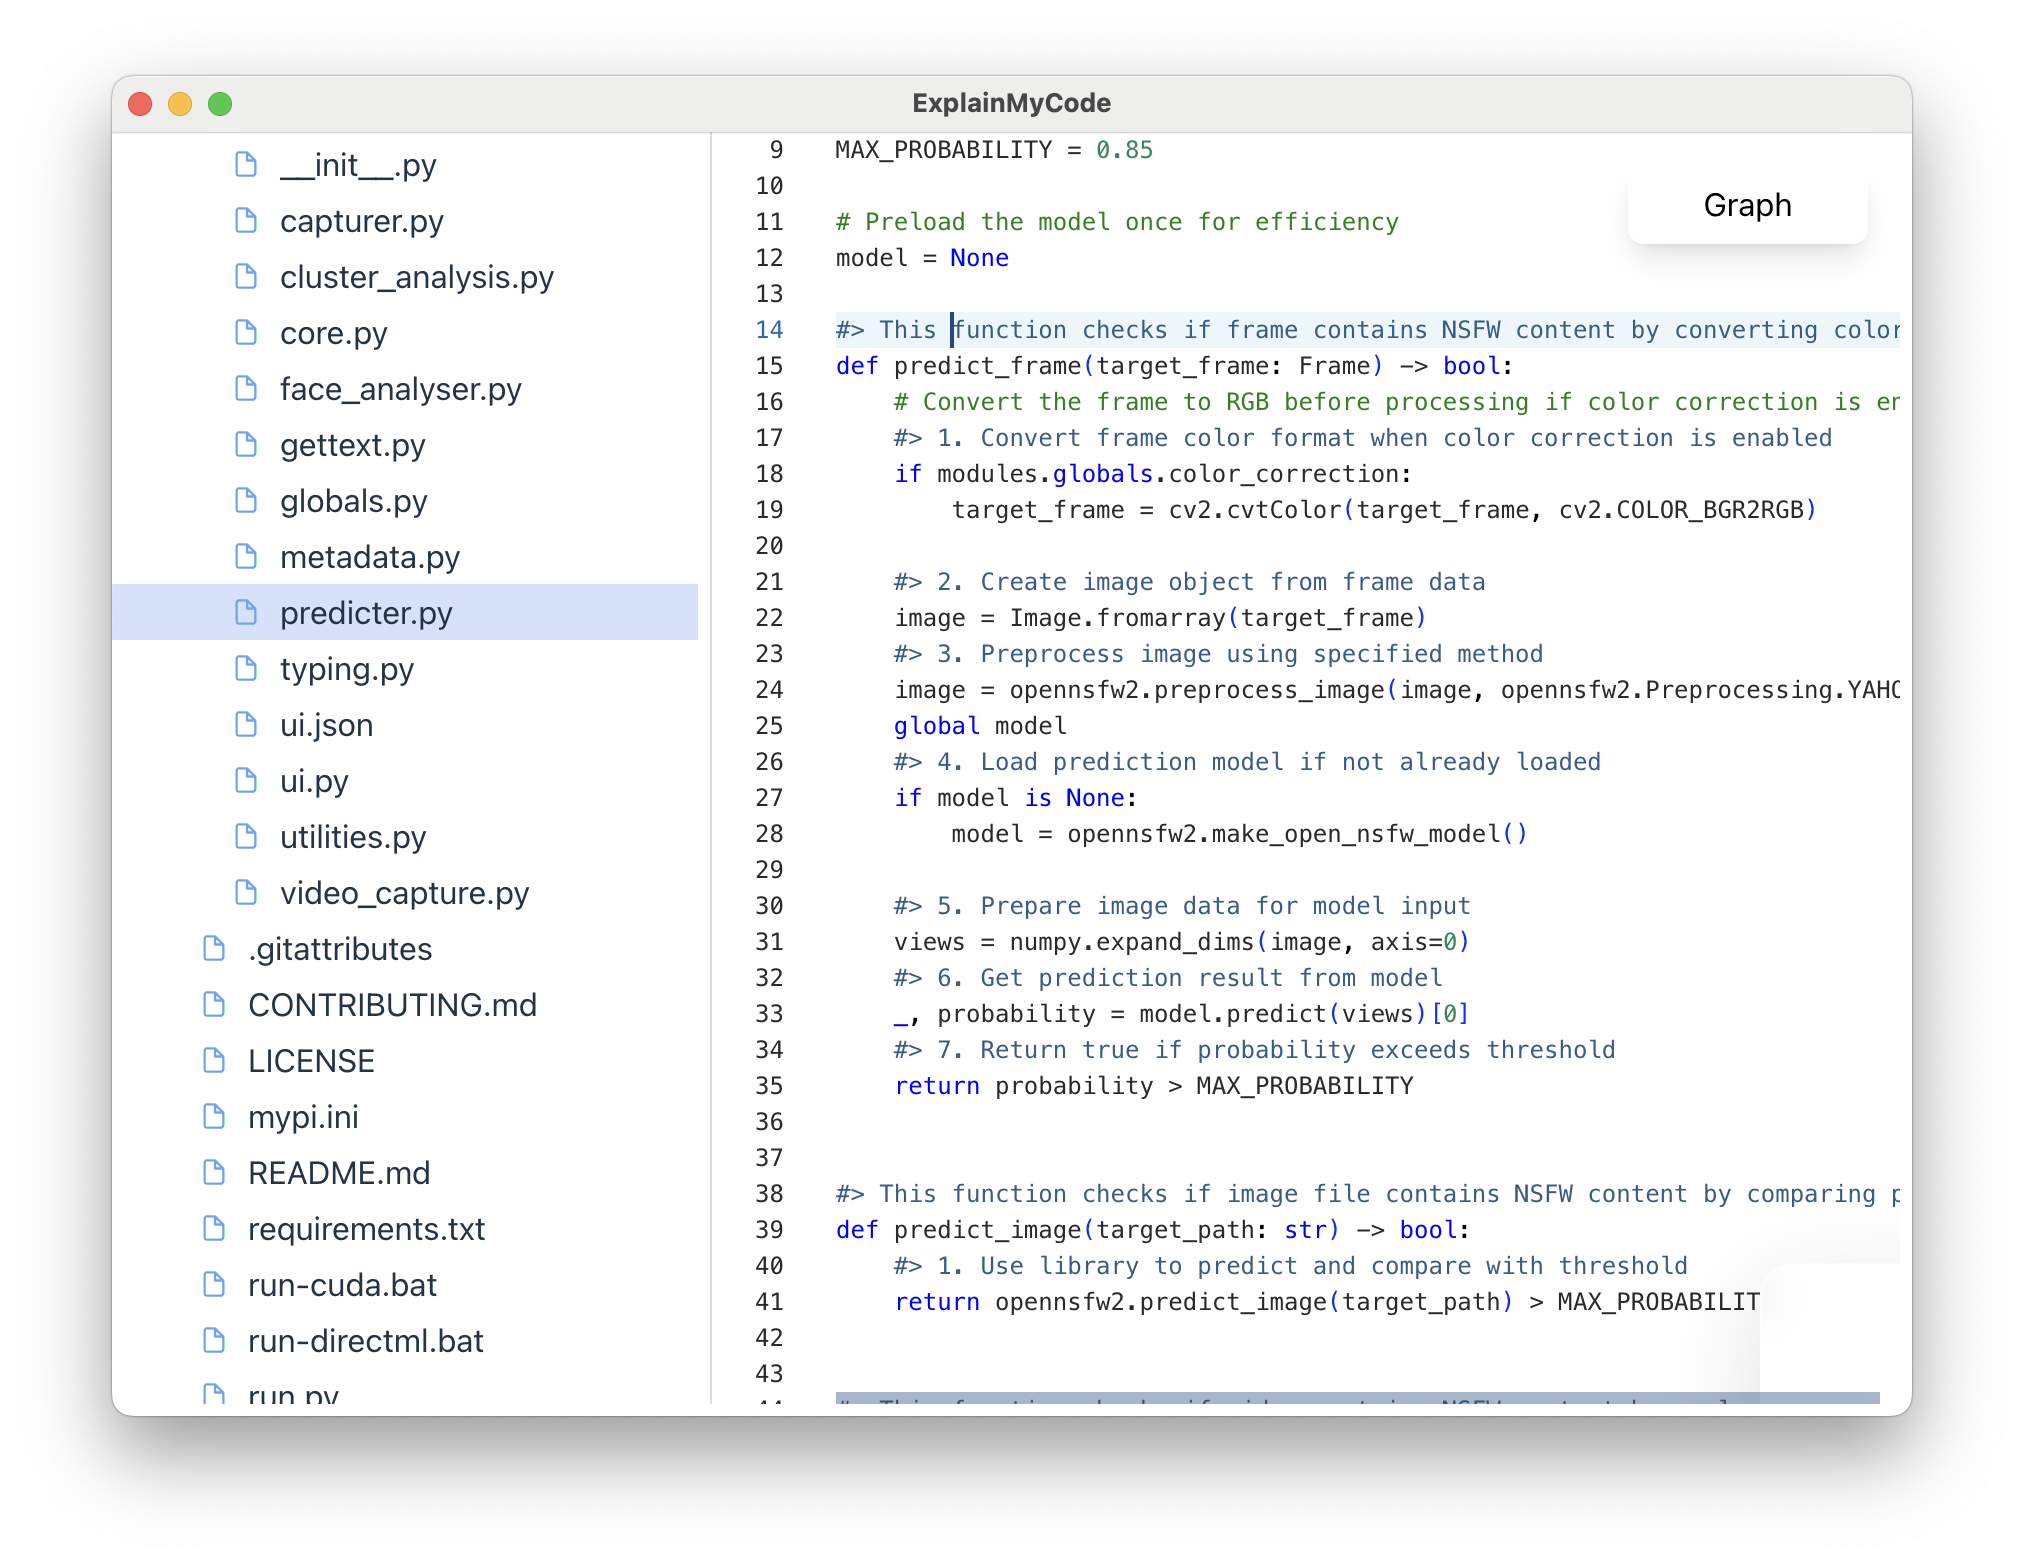 ExplainMyCode
__init__.py
capturer.py
cluster_analysis.py
core.py
face_analyser.py
gettext.py
globals.py
metadata.py
predicter.py
typing.py
ui.json
ui.py
utilities.py
video_capture.py
.gitattributes
CONTRIBUTING.md
LICENSE
mypi.ini
README.md
requirements.txt
run-cuda.bat
run-directml.bat
run.py
Graph
9 MAX_PROBABILITY = 0.85
10
11 # Preload the model once for efficiency
12 model = None
13
14 #> This function checks if frame contains NSFW content by converting color
15 def predict_frame(target_frame: Frame) -> bool:
16     # Convert the frame to RGB before processing if color correction is en
17     #> 1. Convert frame color format when color correction is enabled
18     if modules.globals.color_correction:
19         target_frame = cv2.cvtColor(target_frame, cv2.COLOR_BGR2RGB)
20
21     #> 2. Create image object from frame data
22     image = Image.fromarray(target_frame)
23     #> 3. Preprocess image using specified method
24     image = opennsfw2.preprocess_image(image, opennsfw2.Preprocessing.YAHO
25     global model
26     #> 4. Load prediction model if not already loaded
27     if model is None:
28         model = opennsfw2.make_open_nsfw_model()
29
30     #> 5. Prepare image data for model input
31     views = numpy.expand_dims(image, axis=0)
32     #> 6. Get prediction result from model
33     _, probability = model.predict(views)[0]
34     #> 7. Return true if probability exceeds threshold
35     return probability > MAX_PROBABILITY
36
37
38 #> This function checks if image file contains NSFW content by comparing p
39 def predict_image(target_path: str) -> bool:
40     #> 1. Use library to predict and compare with threshold
41     return opennsfw2.predict_image(target_path) > MAX_PROBABILIT
42
43